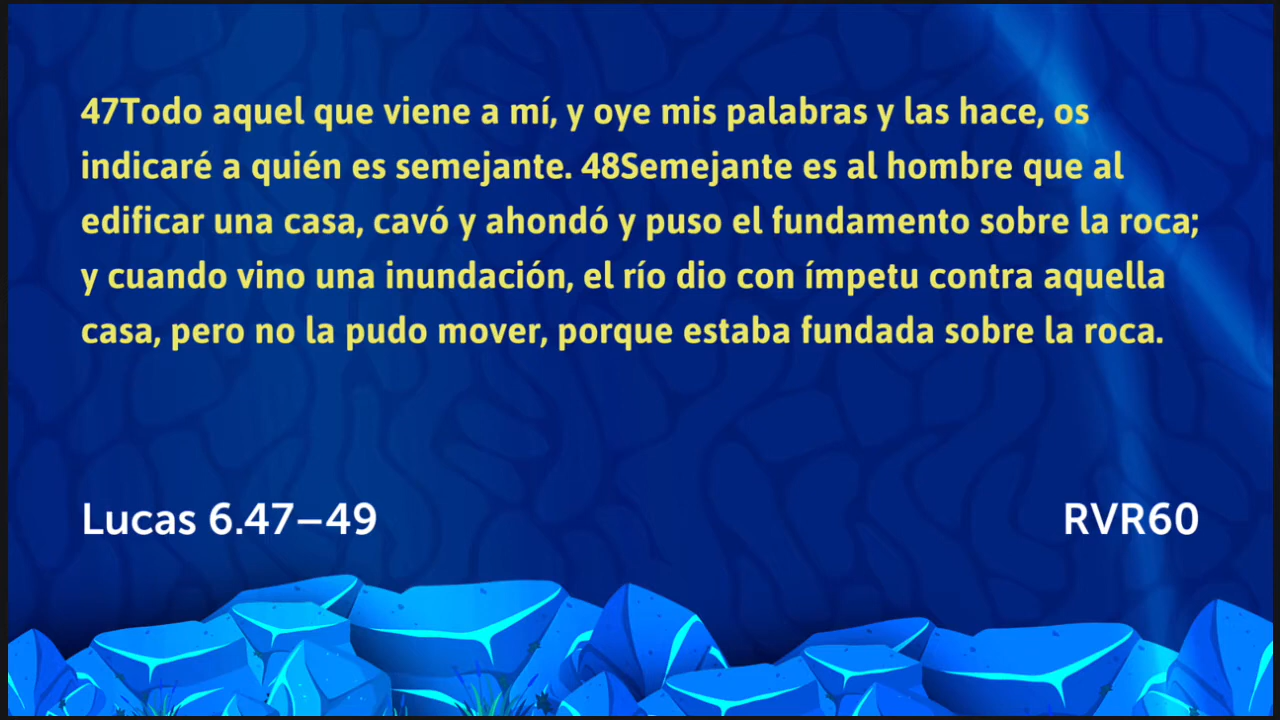 47Todo aquel que viene a mí, y oye mis palabras y las hace, os
indicaré a quién es semejante. 48Semejante es al hombre que al
edificar una casa, cavó y ahondó y puso el fundamento sobre la roca;
y cuando vino una inundación, el río dio con ímpetu contra aquella
casa, pero no la pudo mover, porque estaba fundada sobre la roca.
Lucas 6.47–49
RVR60